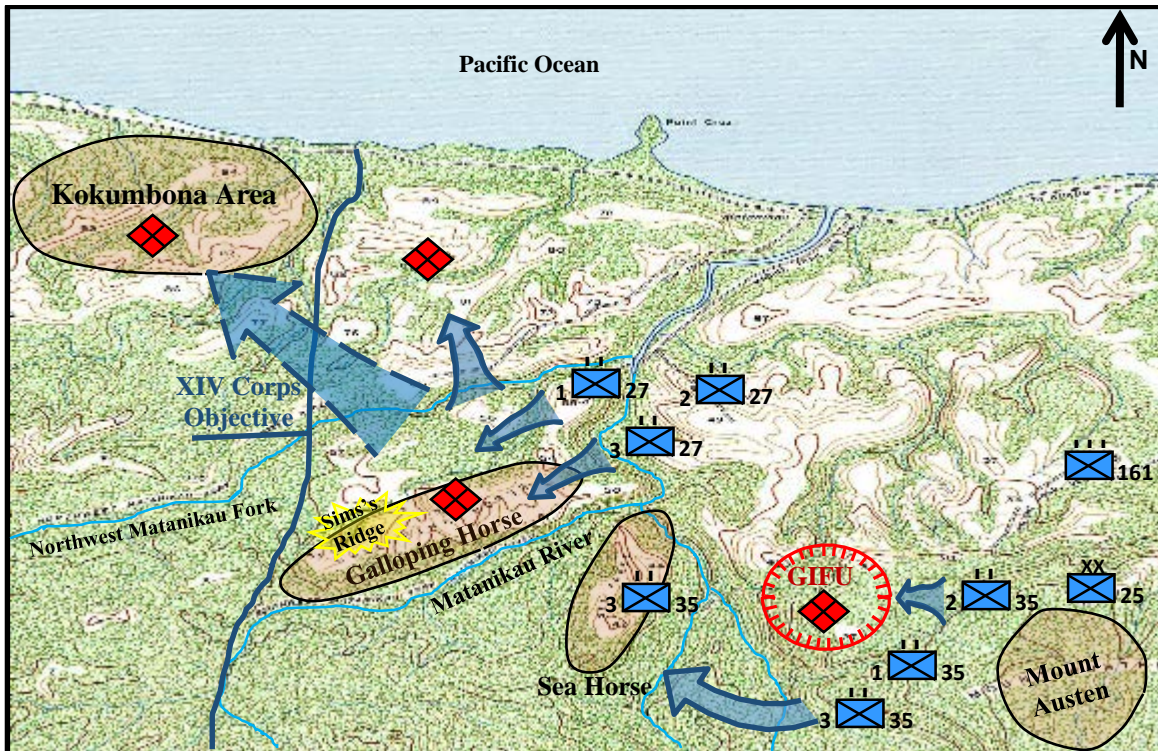 Pacific Ocean
N
Point Cruz
Kokumbona Area
XIV Corps
Objective
1 27
2 27
3 27
161
Northwest Matanikau Fork
Sims's
Ridge
Galloping Horse
Matanikau River
3 35
Sea Horse
GIFU
2 35
XX
25
1 35
3 35
Mount
Austen